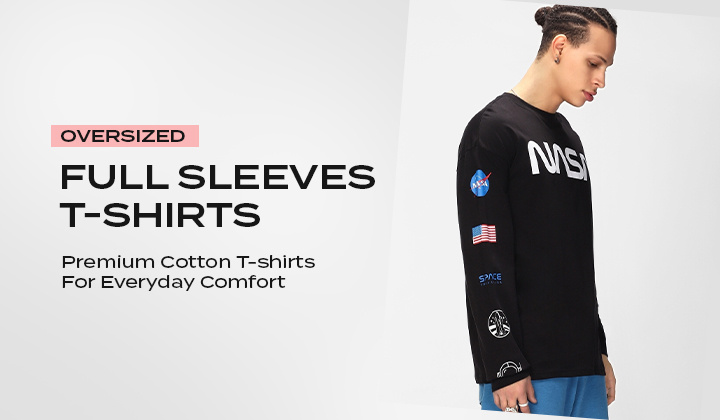 OVERSIZED
FULL SLEEVES
T-SHIRTS
Premium Cotton T-shirts
For Everyday Comfort
NASA
NASA
SPACE